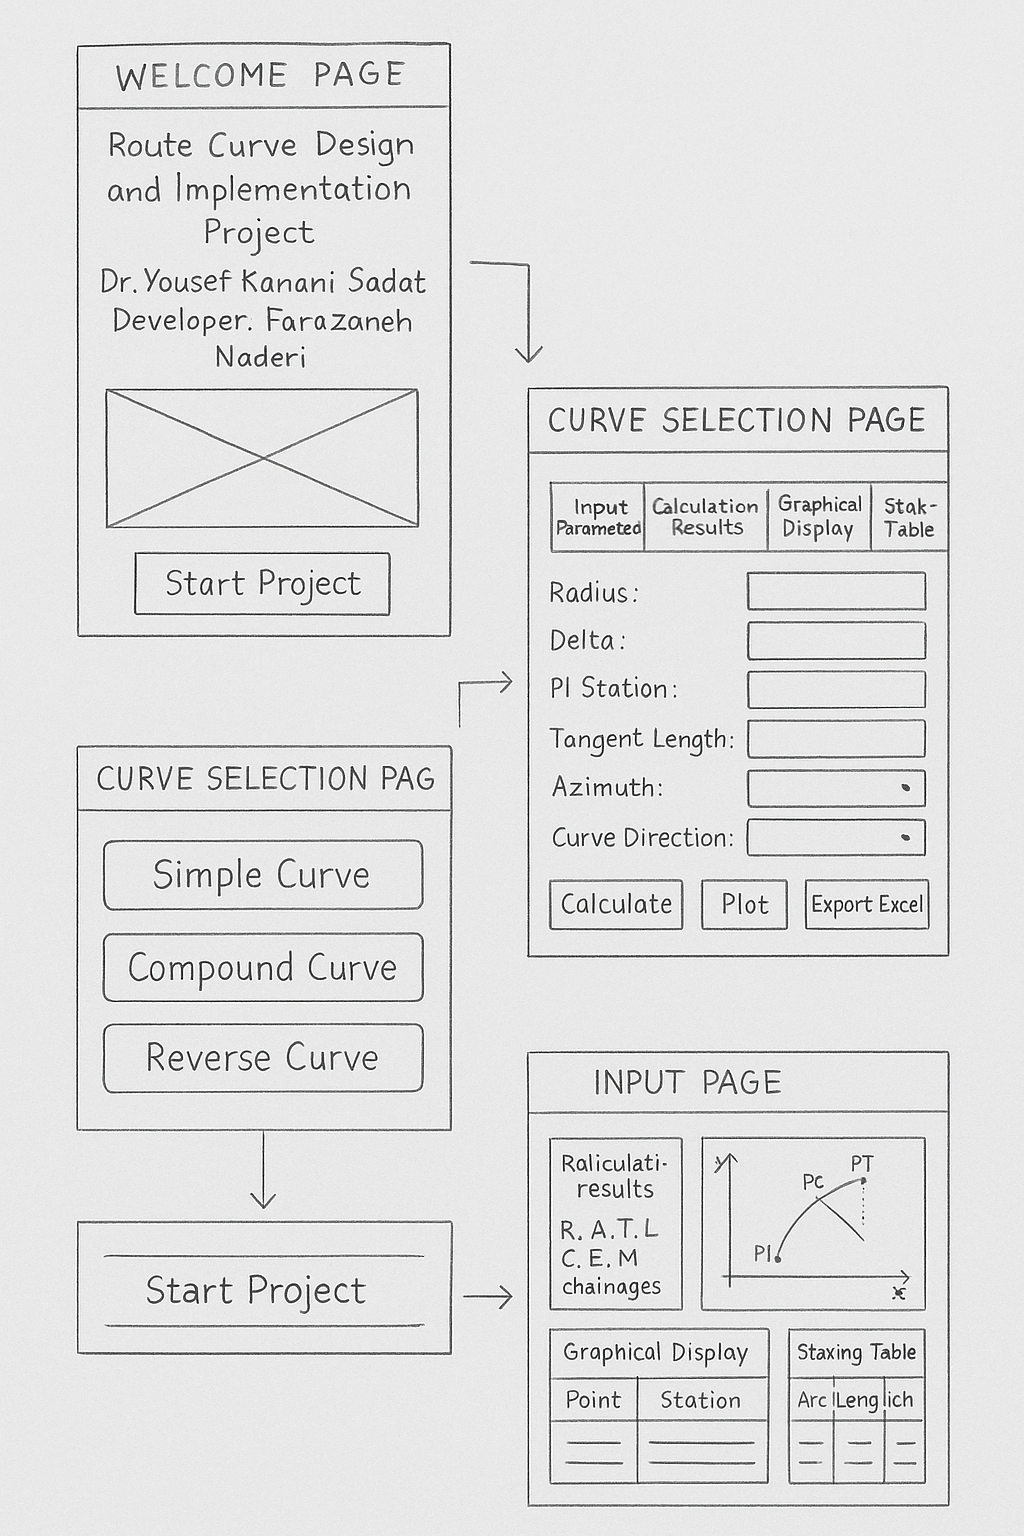 WELCOME PAGE
Route Curve Design
and Implementation
Project
Dr. Yousef Kanani Sadat
Developer. Farazaneh
Naderi
Start Project
CURVE SELECTION PAGE
Input
Parameted
Calculation
Results
Graphical
Display
Stak-
Table
Radius:
Delta:
PI Station:
Tangent Length:
Azimuth:
Curve Direction:
Calculate
Plot
Export Excel
CURVE SELECTION PAG
Simple Curve
Compound Curve
Reverse Curve
Start Project
INPUT PAGE
Raliculati-
results
R. A.T. L
C. E. M
chainages
y
PT
PC
PI
x
Graphical Display
Point
Station
Staxing Table
Arc
Leng
ich